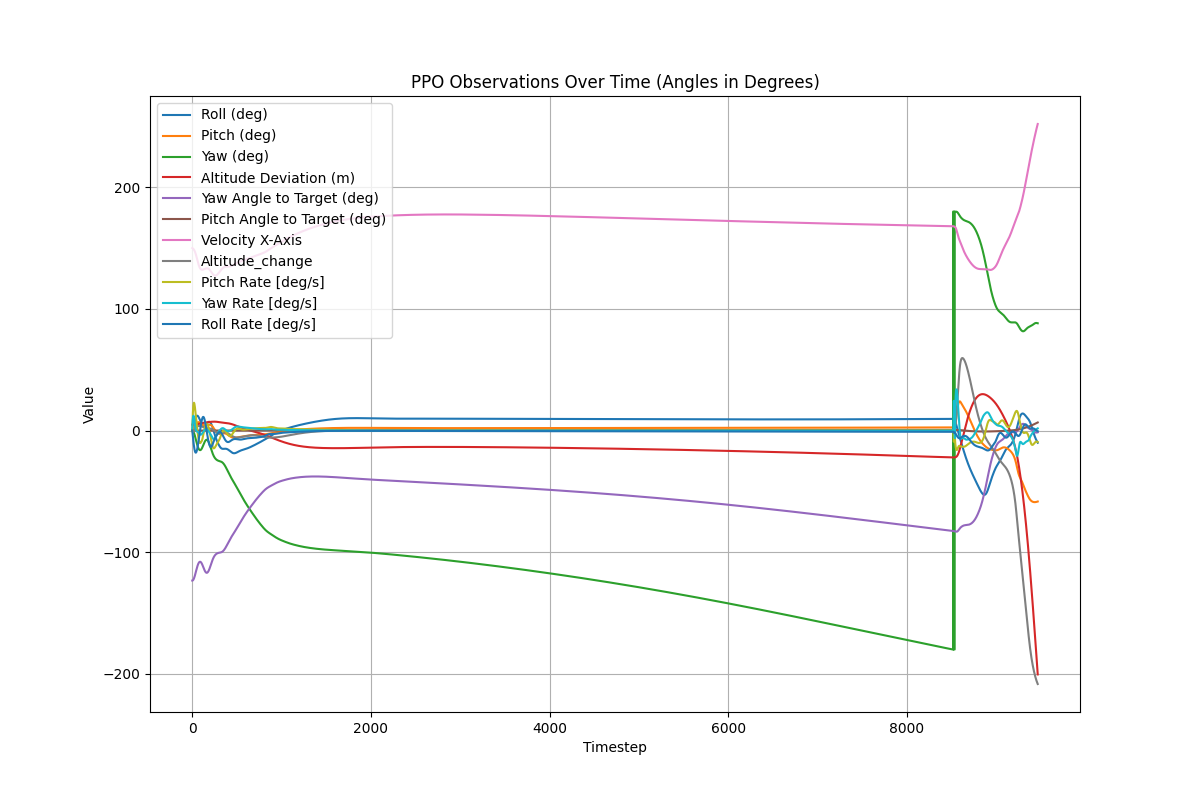 PPO Observations Over Time (Angles in Degrees)
Roll (deg)
Pitch (deg)
Yaw (deg)
Altitude Deviation (m)
Yaw Angle to Target (deg)
Pitch Angle to Target (deg)
Velocity X-Axis
Altitude_change
Pitch Rate [deg/s]
Yaw Rate [deg/s]
Roll Rate [deg/s]
Value
200
100
0
−100
−200
0 2000 4000 6000 8000
Timestep